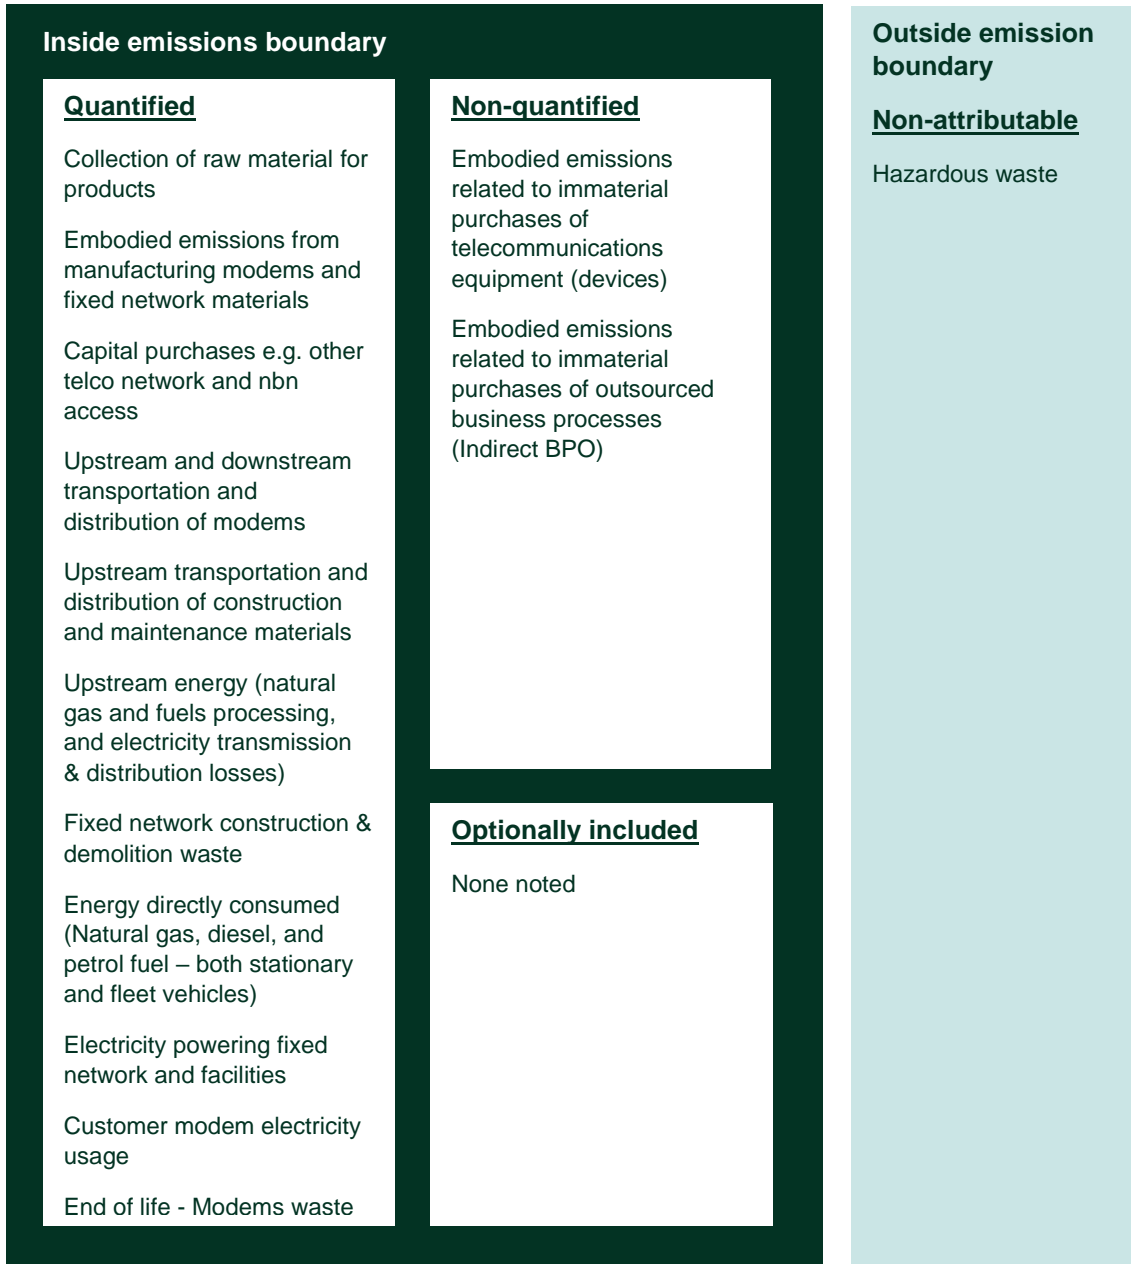 Inside emissions boundary
Quantified
Collection of raw material for
products
Embodied emissions from
manufacturing modems and
fixed network materials
Capital purchases e.g. other
telco network and nbn
access
Upstream and downstream
transportation and
distribution of modems
Upstream transportation and
distribution of construction
and maintenance materials
Upstream energy (natural
gas and fuels processing,
and electricity transmission
& distribution losses)
Fixed network construction &
demolition waste
Energy directly consumed
(Natural gas, diesel, and
petrol fuel – both stationary
and fleet vehicles)
Electricity powering fixed
network and facilities
Customer modem electricity
usage
End of life - Modems waste
Non-quantified
Embodied emissions
related to immaterial
purchases of
telecommunications
equipment (devices)
Embodied emissions
related to immaterial
purchases of outsourced
business processes
(Indirect BPO)
Optionally included
None noted
Outside emission
boundary
Non-attributable
Hazardous waste